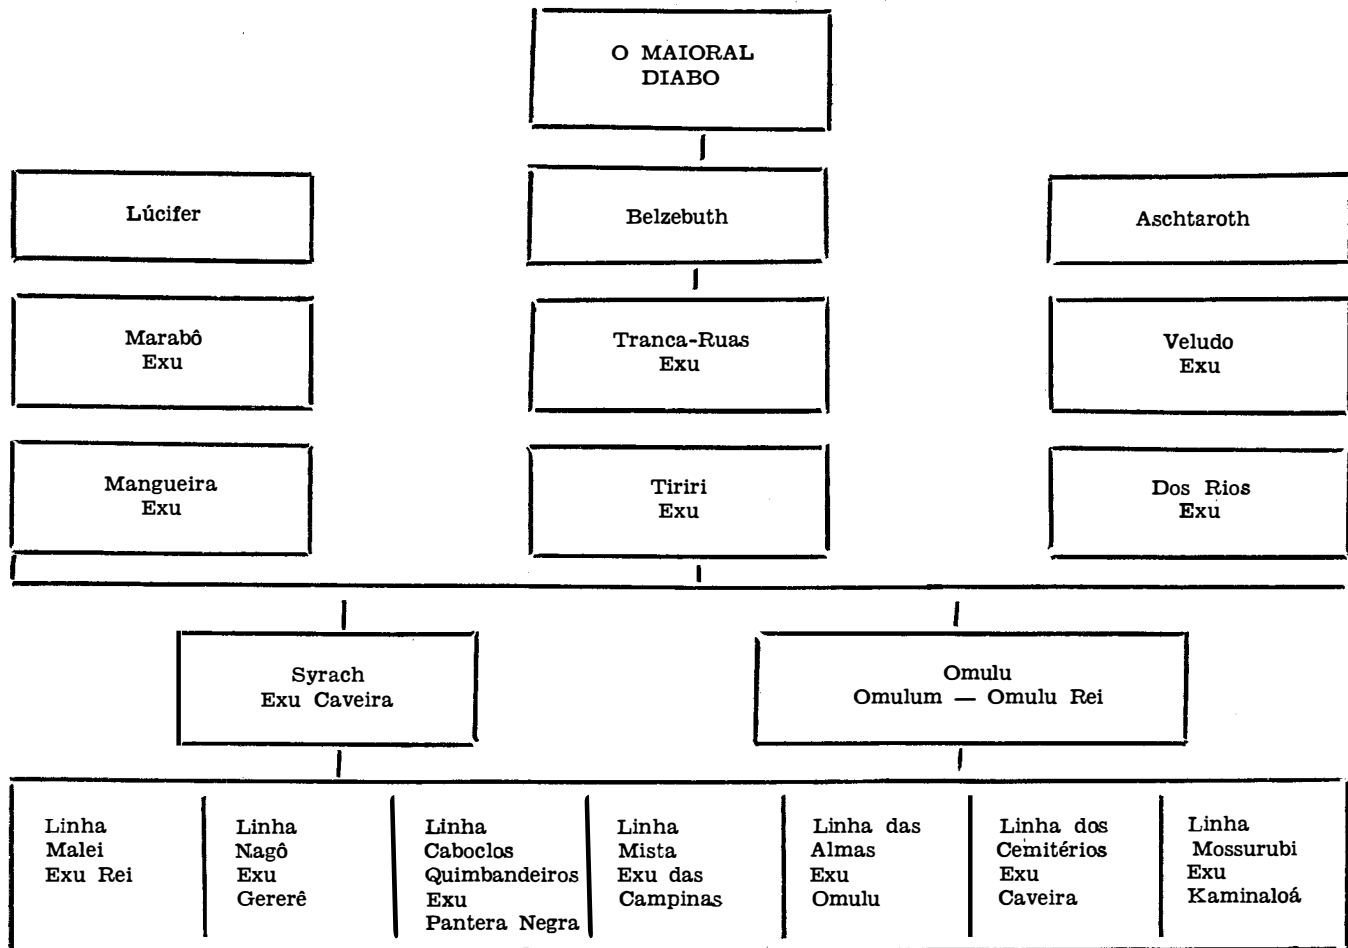 O MAIORAL
DIABO
Lúcifer
Belzebuth
Aschtaroth
Marabô
Exu
Tranca-Ruas
Exu
Veludo
Exu
Mangueira
Exu
Tiriri
Exu
Dos Rios
Exu
Syrach
Exu Caveira
Omulu
Omulum — Omulu Rei
Linha
Malei
Exu Rei
Linha
Nagô
Exu
Gererê
Linha
Caboclos
Quimbandeiros
Exu
Pantera Negra
Linha
Mista
Exu das
Campinas
Linha das
Almas
Exu
Omulu
Linha dos
Cemitérios
Exu
Caveira
Linha
Mossurubi
Exu
Kaminaloá